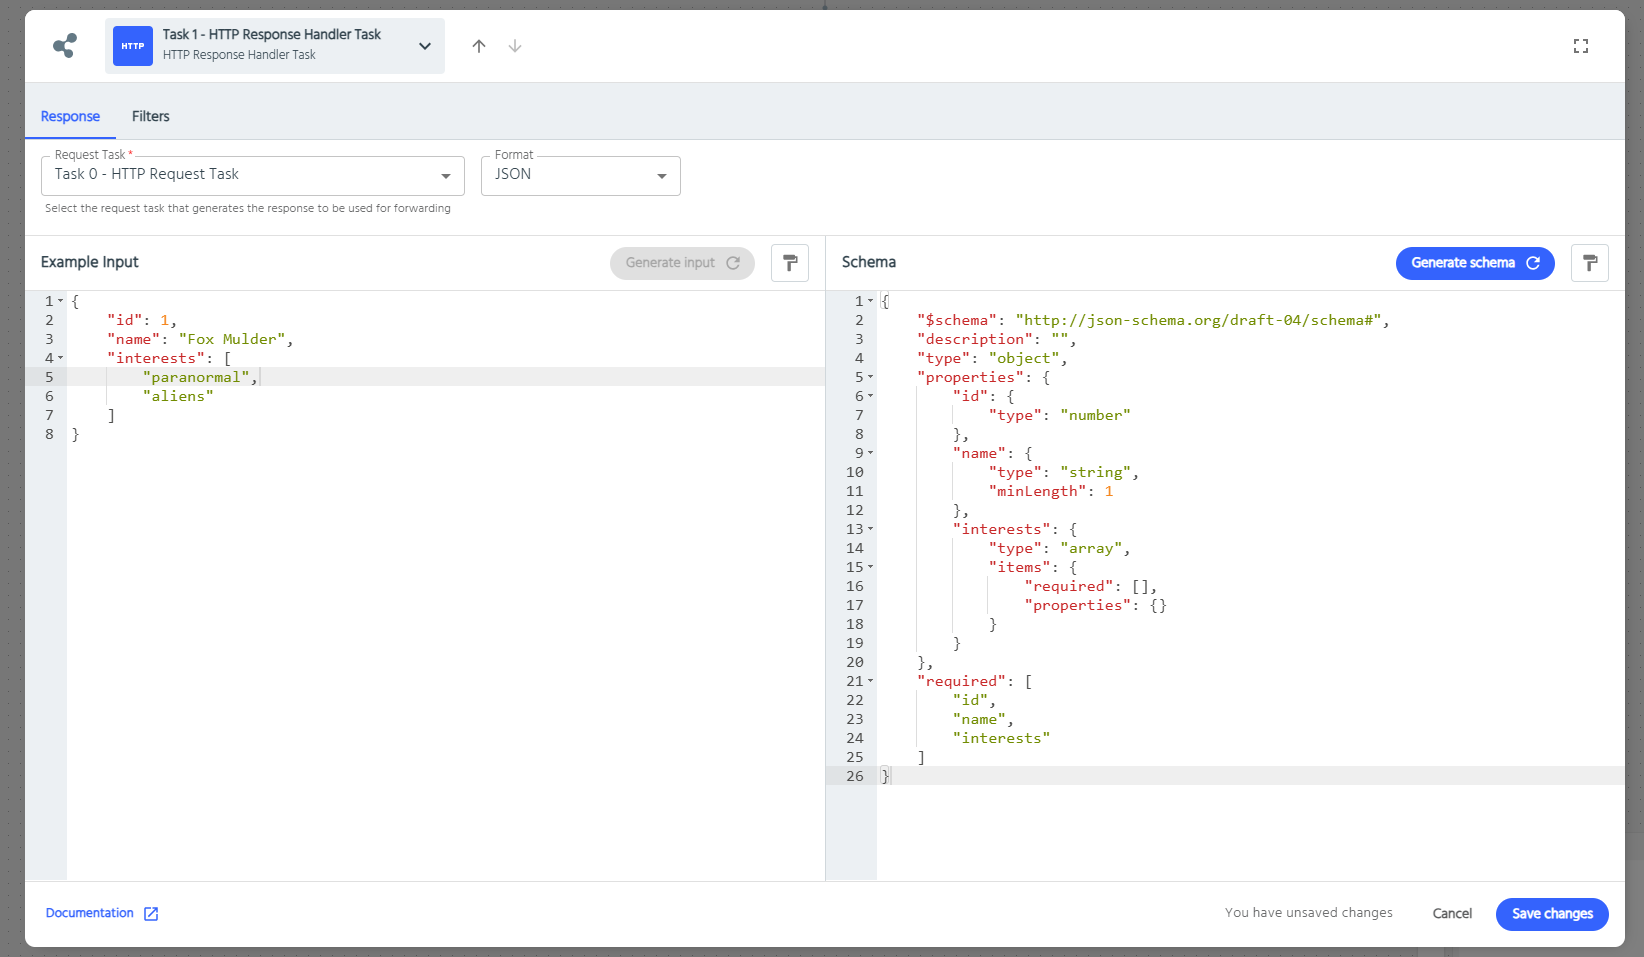 HTTP
Task 1 - HTTP Response Handler Task
HTTP Response Handler Task
Response
Filters
Request Task *
Task 0 - HTTP Request Task
Format
JSON
Select the request task that generates the response to be used for forwarding
Example Input
Generate input
1 {
2 "id": 1,
3 "name": "Fox Mulder",
4 "interests": [
5 "paranormal",
6 "aliens"
7 ]
8 }
Schema
Generate schema
1 {
2 "$schema": "http://json-schema.org/draft-04/schema#",
3 "description": "",
4 "type": "object",
5 "properties": {
6 "id": {
7 "type": "number"
8 },
9 "name": {
10 "type": "string",
11 "minLength": 1
12 },
13 "interests": {
14 "type": "array",
15 "items": {
16 "required": [],
17 "properties": {}
18 }
19 }
20 },
21 "required": [
22 "id",
23 "name",
24 "interests"
25 ]
26 }
Documentation
You have unsaved changes
Cancel
Save changes